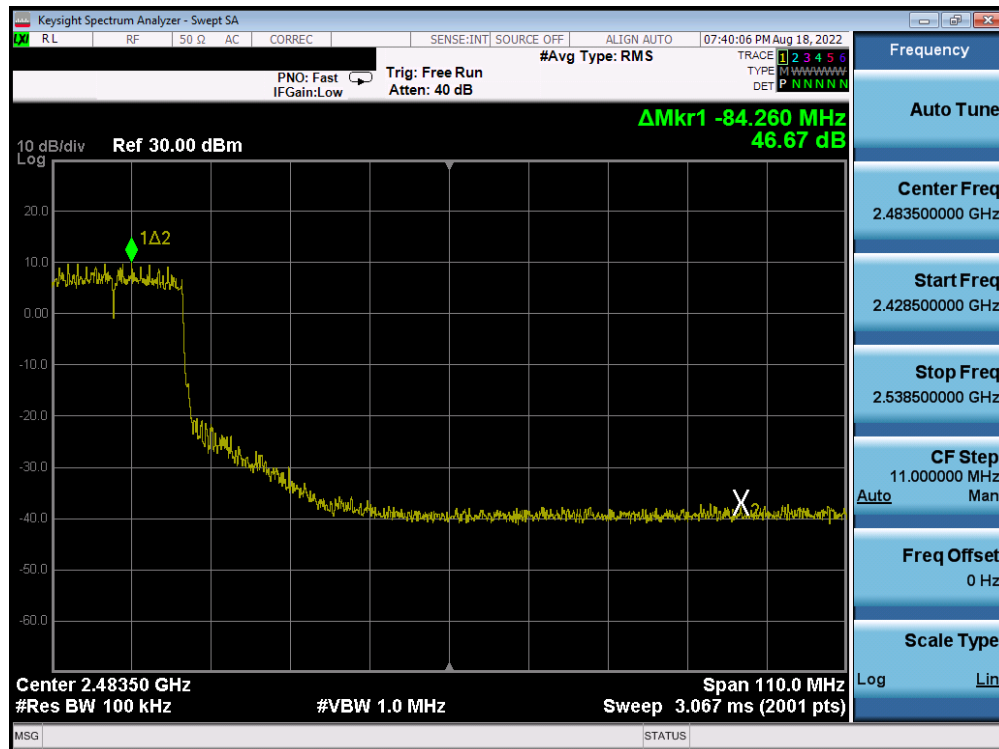 Keysight Spectrum Analyzer - Swept SA
LXI RL RF 50 Ω AC CORREC SENSE:INT SOURCE OFF ALIGN AUTO 07:40:06 PM Aug 18, 2022
#Avg Type: RMS
TRACE 1 2 3 4 5 6
PNO: Fast Trig: Free Run
TYPE M WWWWW
IFGain:Low Atten: 40 dB
DET P N N N N N
Frequency
Auto Tune
Center Freq
2.483500000 GHz
Start Freq
2.428500000 GHz
Stop Freq
2.538500000 GHz
CF Step
11.000000 MHz
Auto Man
Freq Offset
0 Hz
Scale Type
Log Lin
ΔMkr1 -84.260 MHz
46.67 dB
10 dB/div Ref 30.00 dBm
Log
20.0
1Δ2
10.0
0.00
-10.0
-20.0
-30.0
X2
-40.0
-50.0
-60.0
Center 2.48350 GHz Span 110.0 MHz
#Res BW 100 kHz #VBW 1.0 MHz Sweep 3.067 ms (2001 pts)
MSG STATUS